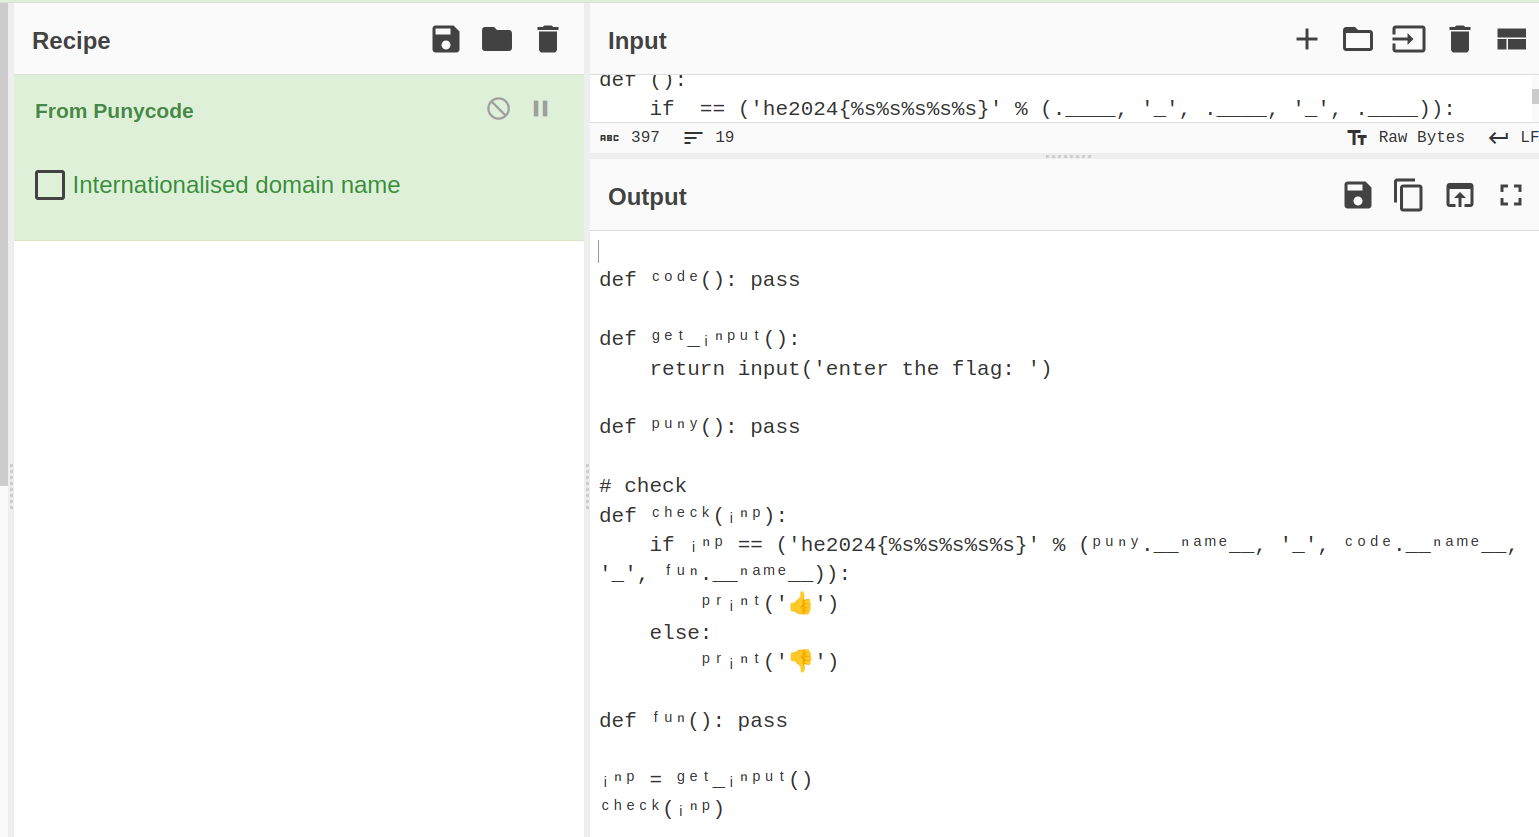 Recipe
From Punycode
Internationalised domain name
Input
def ():
    if  == ('he2024{%s%s%s%s%s}' % (.____, '_', .____, '_', .____)):
ABC 397 19
Tт Raw Bytes LF
Output
def ᶜᵒᵈᵉ(): pass
def ᵍᵉᵗ_ᵢⁿᵖᵘᵗ():
    return input('enter the flag: ')
def ᵖᵘⁿʸ(): pass
# check
def ᶜʰᵉᶜᵏ(ᵢⁿᵖ):
    if ᵢⁿᵖ == ('he2024{%s%s%s%s%s}' % (ᵖᵘⁿʸ.__ⁿᵃᵐᵉ__, '_', ᶜᵒᵈᵉ.__ⁿᵃᵐᵉ__,
'_', ᶠᵘⁿ.__ⁿᵃᵐᵉ__)):
        ᵖʳᵢⁿᵗ('👍')
    else:
        ᵖʳᵢⁿᵗ('👎')
def ᶠᵘⁿ(): pass
ᵢⁿᵖ = ᵍᵉᵗ_ᵢⁿᵖᵘᵗ()
ᶜʰᵉᶜᵏ(ᵢⁿᵖ)